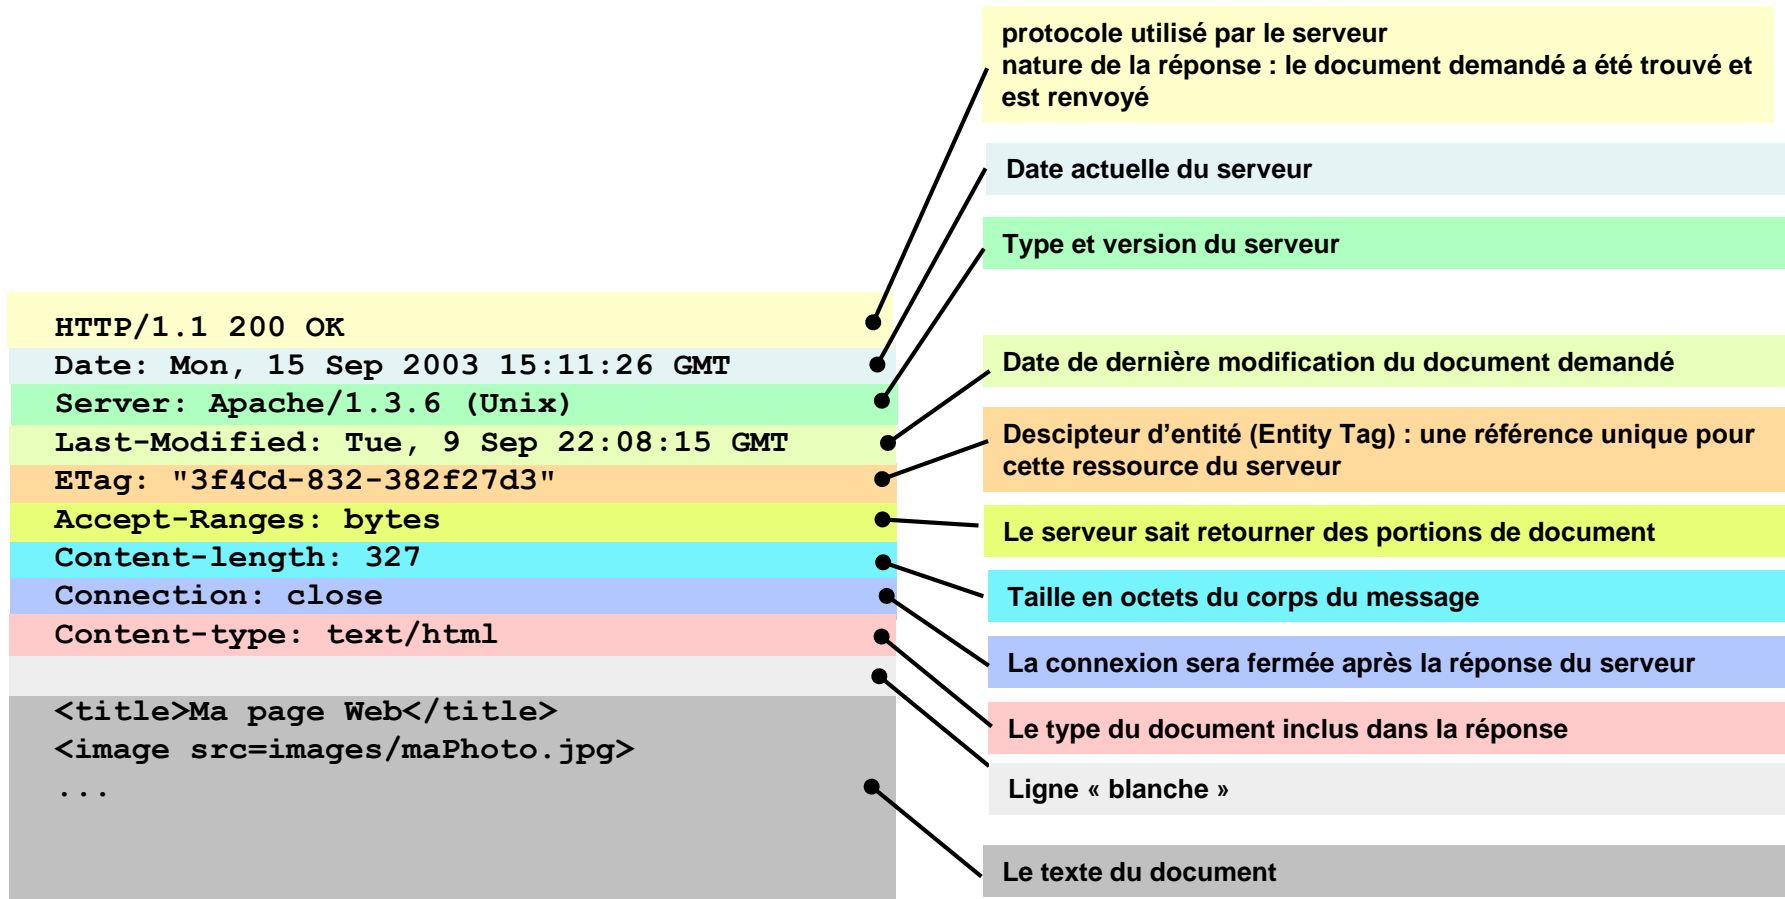 protocole utilisé par le serveur
nature de la réponse : le document demandé a été trouvé et
est renvoyé
Date actuelle du serveur
Type et version du serveur
HTTP/1.1 200 OK
Date: Mon, 15 Sep 2003 15:11:26 GMT
Server: Apache/1.3.6 (Unix)
Last-Modified: Tue, 9 Sep 22:08:15 GMT
ETag: "3f4Cd-832-382f27d3"
Accept-Ranges: bytes
Content-length: 327
Connection: close
Content-type: text/html
<title>Ma page Web</title>
<image src=images/maPhoto.jpg>
...
Date de dernière modification du document demandé
Descipteur d’entité (Entity Tag) : une référence unique pour
cette ressource du serveur
Le serveur sait retourner des portions de document
Taille en octets du corps du message
La connexion sera fermée après la réponse du serveur
Le type du document inclus dans la réponse
Ligne « blanche »
Le texte du document